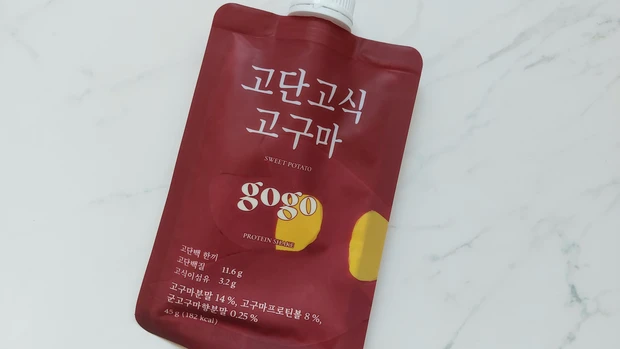 고단고식
고구마
SWEET POTATO
gogo
PROTEIN SHAKE
고단백 한끼
고단백질 11.6 g
고식이섬유 3.2 g
고구마분말 14 %, 고구마프로틴볼 8 %,
군고구마향분말 0.25 %
45 g (182 kcal)